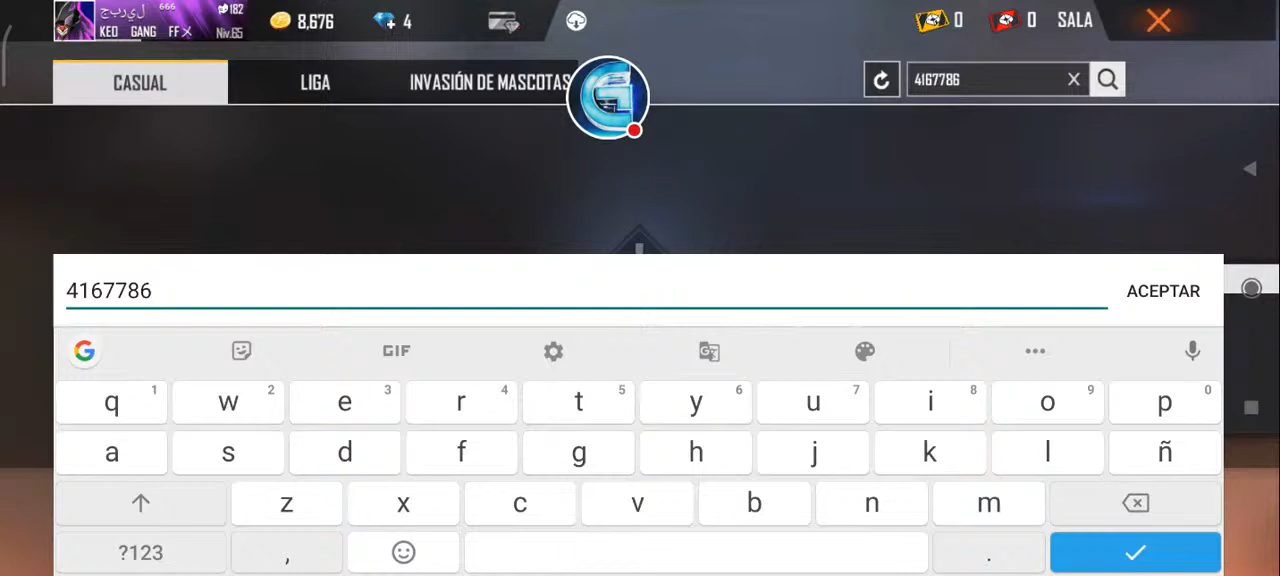 جبريل 666 182
KEO GANG FF X Niv.65
8,676
4
0
0
SALA
CASUAL
LIGA
INVASIÓN DE MASCOTAS
4167786
4167786
ACEPTAR
GIF
q 1 w 2 e 3 r 4 t 5 y 6 u 7 i 8 o 9 p 0
a s d f g h j k l ñ
z x c v b n m
?123 , .